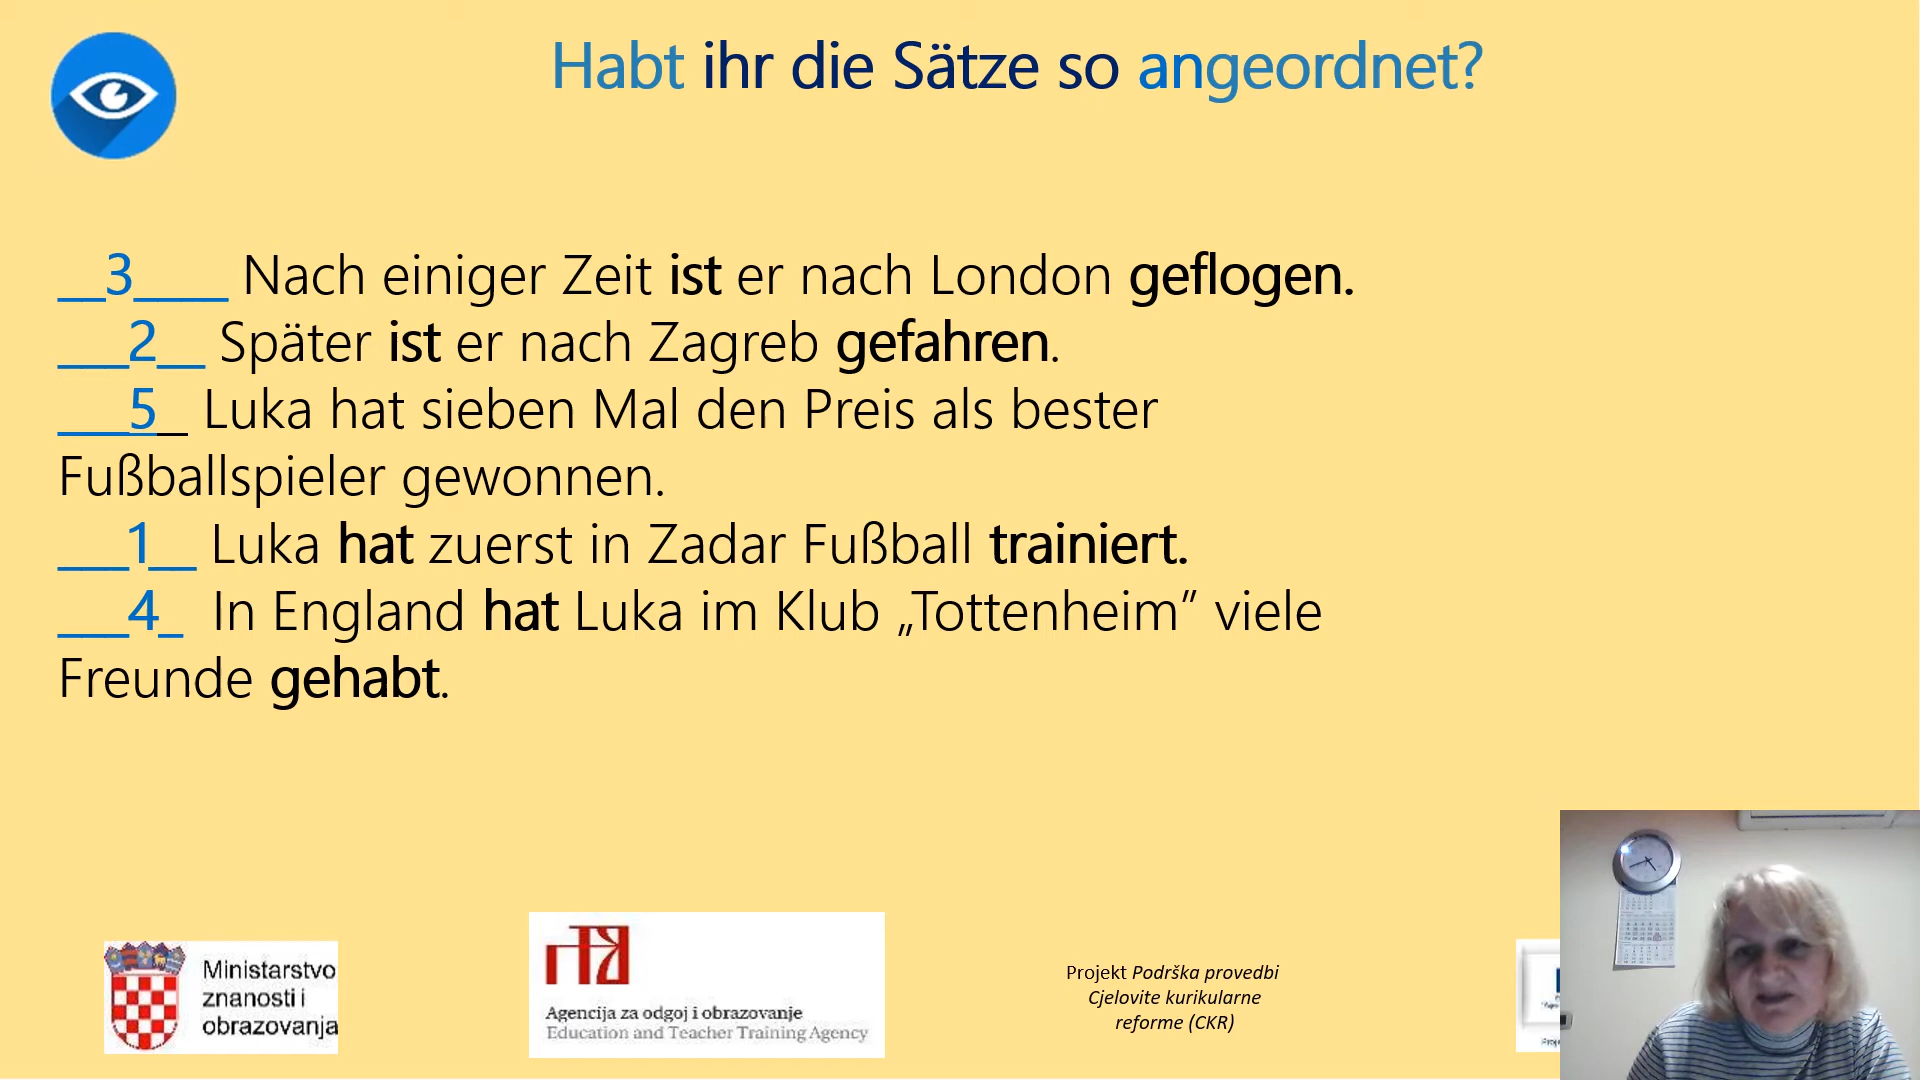 Habt ihr die Sätze so angeordnet?
__3____ Nach einiger Zeit ist er nach London geflogen.
___2__ Später ist er nach Zagreb gefahren.
___5_ Luka hat sieben Mal den Preis als bester
Fußballspieler gewonnen.
___1__ Luka hat zuerst in Zadar Fußball trainiert.
___4_ In England hat Luka im Klub „Tottenheim” viele
Freunde gehabt.
Ministarstvo
znanosti i
obrazovanja
Agencija za odgoj i obrazovanje
Education and Teacher Training Agency
Projekt Podrška provedbi
Cjelovite kurikularne
reforme (CKR)